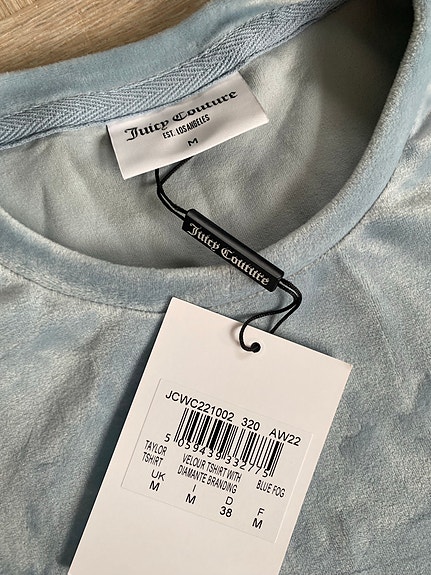 Juicy Couture
EST. LOS ANGELES
M
Juicy Couture
JCWC221002 320 AW22
5 059439 332775
TAYLOR TSHIRT
VELOUR TSHIRT WITH DIAMANTE BRANDING
BLUE FOG
UK I D F
M M 38 M